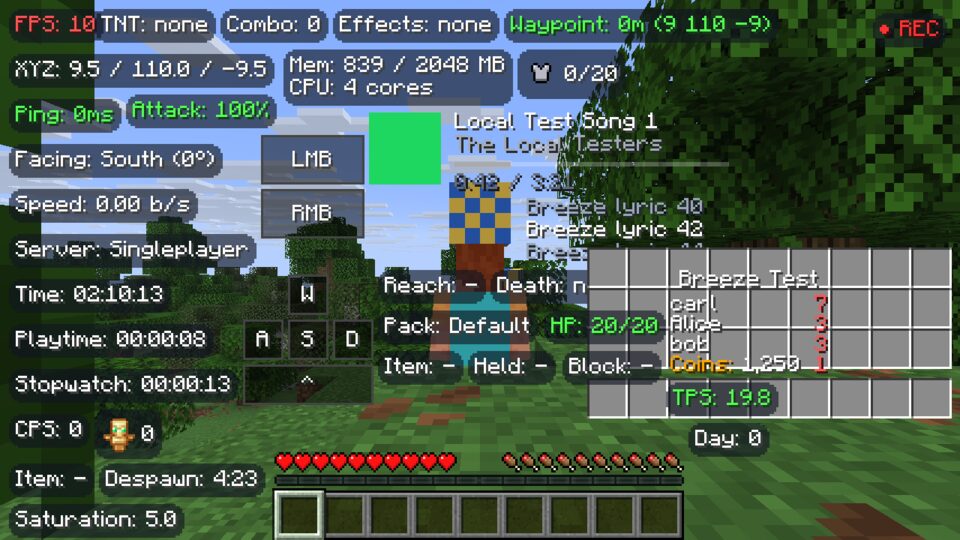 FPS: 10 TNT: none Combo: 0 Effects: none Waypoint: 0m (9 110 -9)
REC
XYZ: 9.5 / 110.0 / -9.5
Mem: 839 / 2048 MB
CPU: 4 cores
0/20
Ping: 0ms
Attack: 100%
Local Test Song 1
The Local Testers
Facing: South (0°)
LMB
0:42 / 3:2
Speed: 0.00 b/s
RMB
Breeze lyric 40
Breeze lyric 42
Breeze lyric
Server: Singleplayer
Breeze Test
Time: 02:10:13
W
Reach: - Death: n
carl 7
Alice 3
Playtime: 00:00:08
A S D
Pack: Default
HP: 20/20
bob 3
Item: - Held: - Block: -
Coins: 1,250 1
Stopwatch: 00:00:13
^
TPS: 19.8
CPS: 0
0
Day: 0
Item: -
Despawn: 4:23
Saturation: 5.0